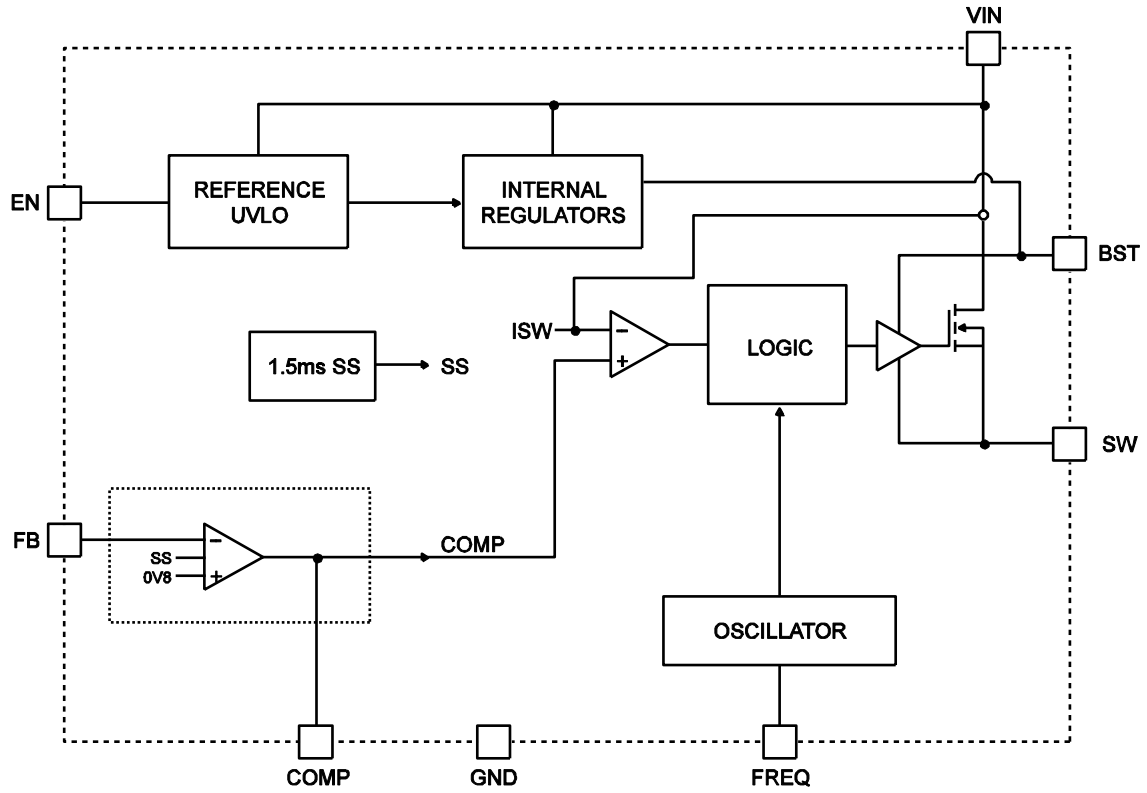 VIN
EN
REFERENCE
UVLO
INTERNAL
REGULATORS
BST
ISW
−
+
LOGIC
1.5ms SS
SS
SW
FB
−
SS
0V8
+
COMP
OSCILLATOR
COMP
GND
FREQ